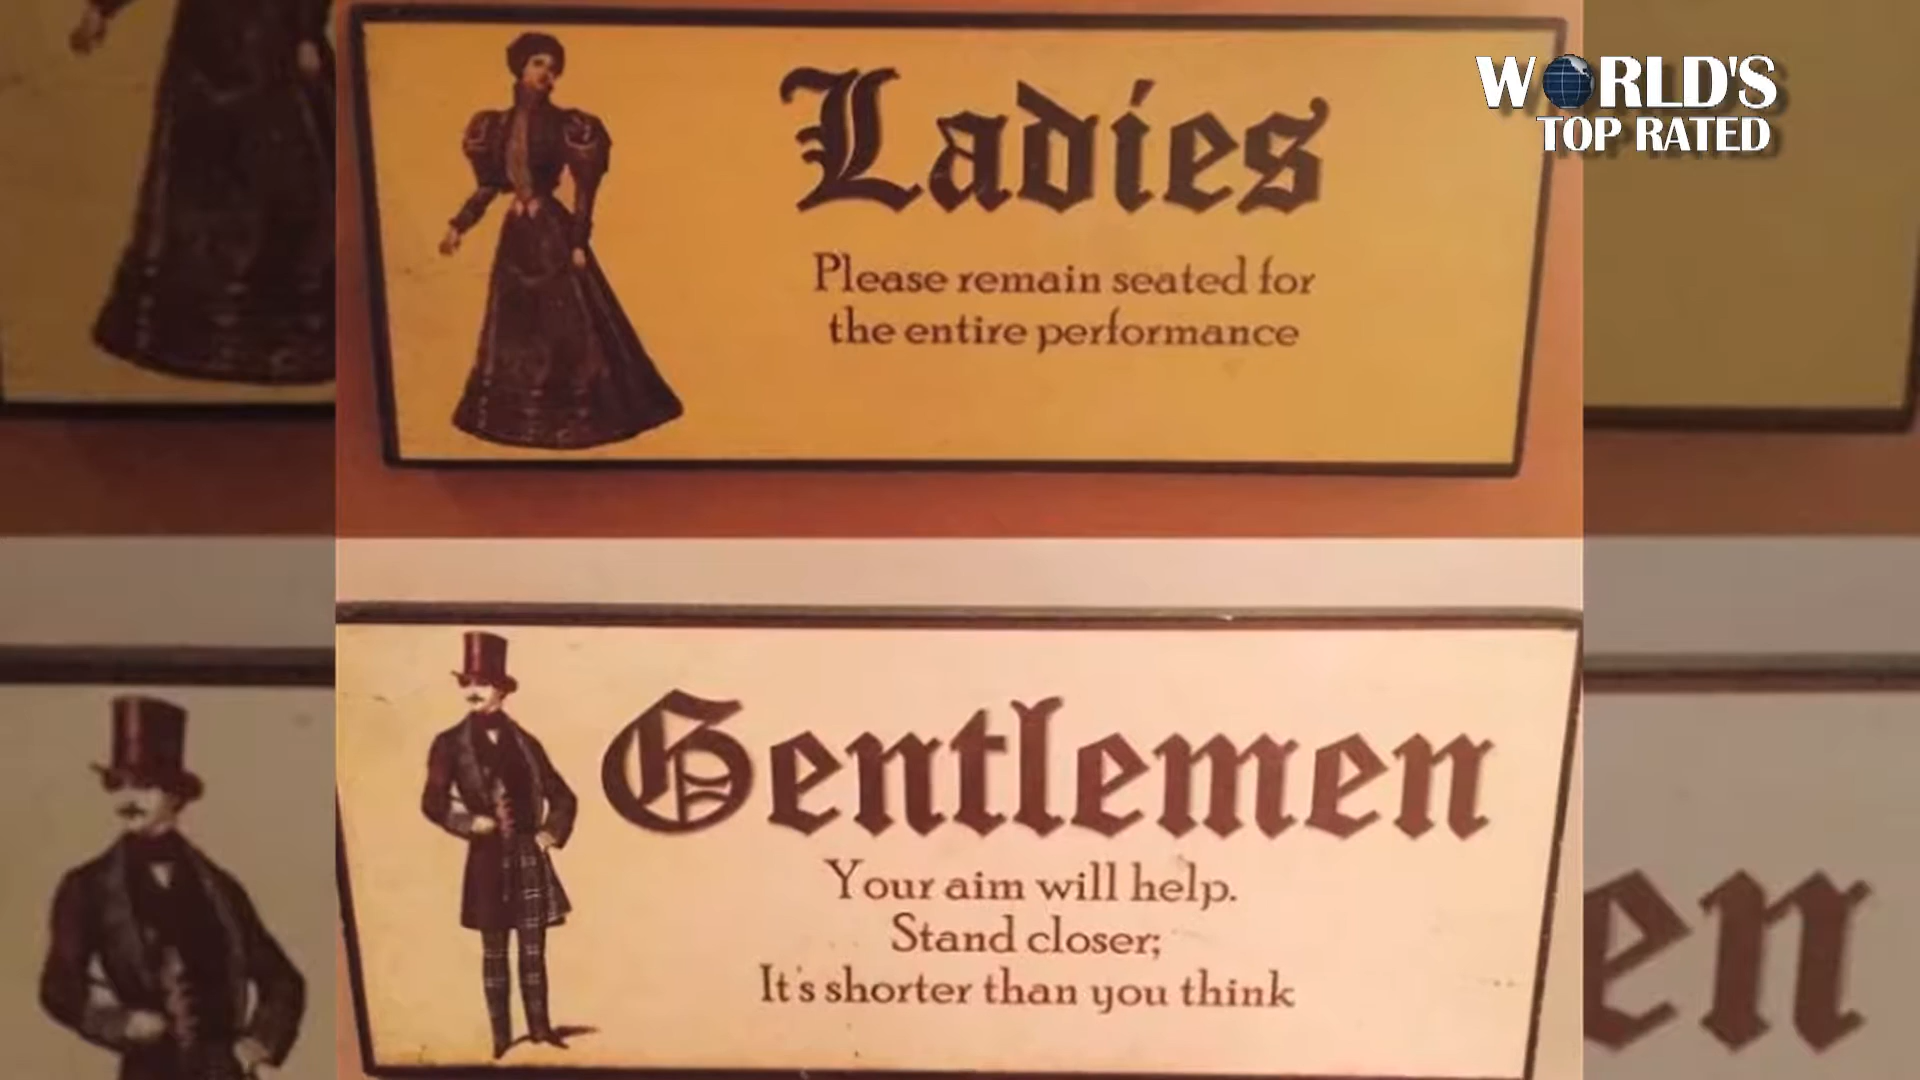 WORLD'S
TOP RATED
Ladies
Please remain seated for
the entire performance
Gentlemen
Your aim will help.
Stand closer;
It's shorter than you think
en